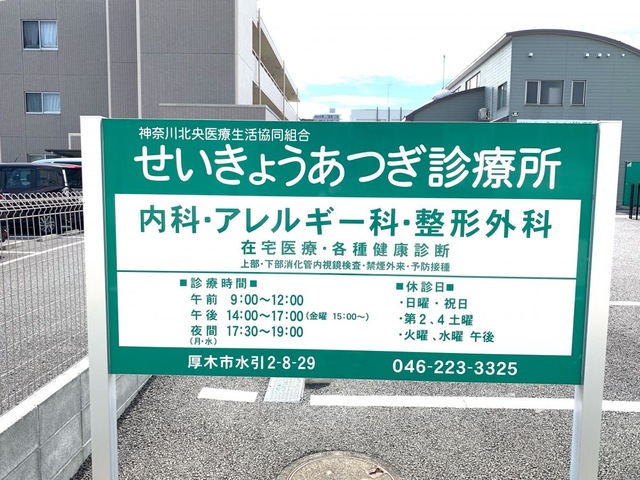 神奈川北央医療生活協同組合
せいきょうあつぎ診療所
内科・アレルギー科・整形外科
在宅医療・各種健康診断
上部・下部消化管内視鏡検査・禁煙外来・予防接種
■診療時間■
午前 9:00～12:00
午後 14:00～17:00(金曜 15:00～)
夜間 17:30～19:00
(月・水)
■休診日■
・日曜・祝日
・第2、4土曜
・火曜、水曜 午後
厚木市水引2-8-29
046-223-3325